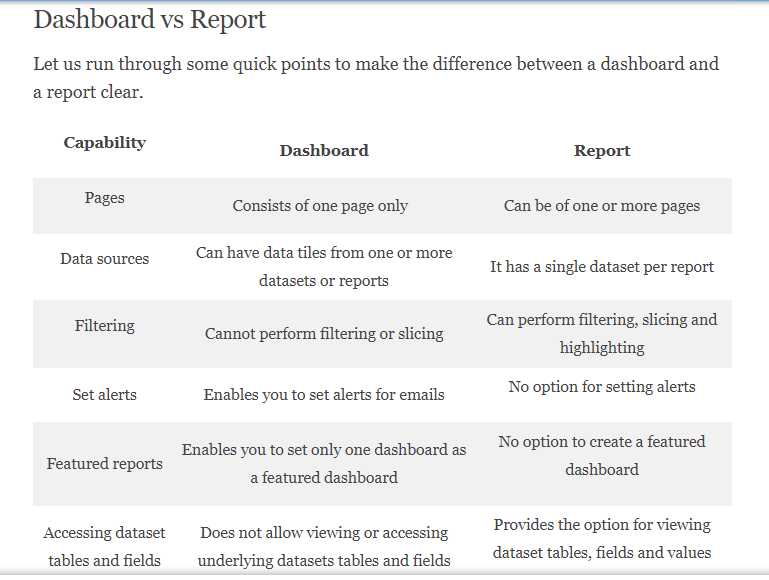 Dashboard vs Report
Let us run through some quick points to make the difference between a dashboard and
a report clear.
Capability
Dashboard
Report
Pages
Consists of one page only
Can be of one or more pages
Data sources
Can have data tiles from one or more
datasets or reports
It has a single dataset per report
Filtering
Cannot perform filtering or slicing
Can perform filtering, slicing and
highlighting
Set alerts
Enables you to set alerts for emails
No option for setting alerts
Featured reports
Enables you to set only one dashboard as
a featured dashboard
No option to create a featured
dashboard
Accessing dataset
tables and fields
Does not allow viewing or accessing
underlying datasets tables and fields
Provides the option for viewing
dataset tables, fields and values